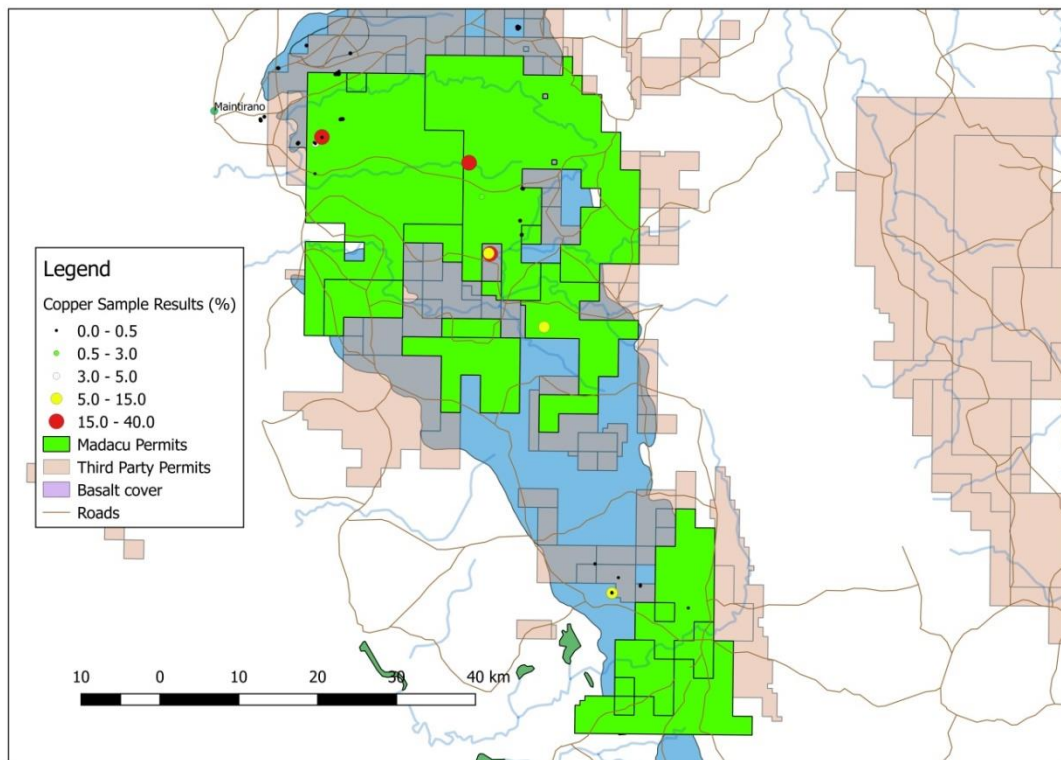 Maintirano
Legend
Copper Sample Results (%)
0.0 - 0.5
0.5 - 3.0
3.0 - 5.0
5.0 - 15.0
15.0 - 40.0
Madacu Permits
Third Party Permits
Basalt cover
Roads
10 0 10 20 30 40 km